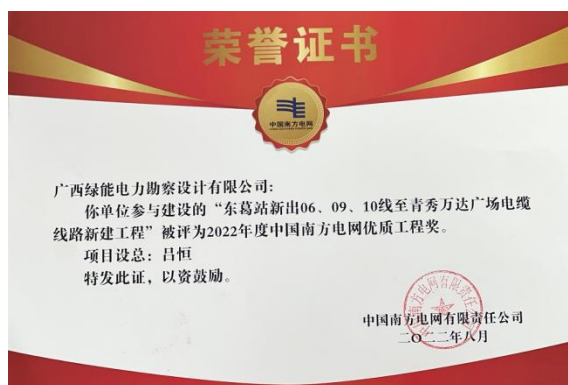 荣誉证书
中国南方电网
广西绿能电力勘察设计有限公司:
你单位参与建设的“东葛站新出06、09、10线至青秀万达广场电缆
线路新建工程”被评为2022年度中国南方电网优质工程奖。
项目设总：吕恒
特发此证，以资鼓励。
中国南方电网有限责任公司
二〇二二年八月